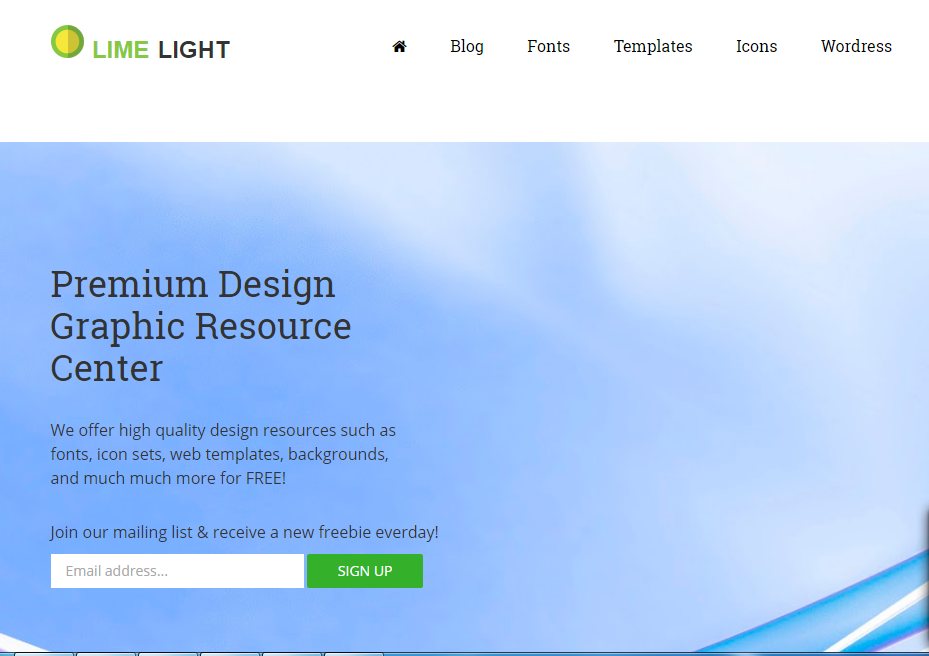 LIME LIGHT
Blog Fonts Templates Icons Wordress
Premium Design
Graphic Resource
Center
We offer high quality design resources such as
fonts, icon sets, web templates, backgrounds,
and much much more for FREE!
Join our mailing list & receive a new freebie everday!
Email address...
SIGN UP